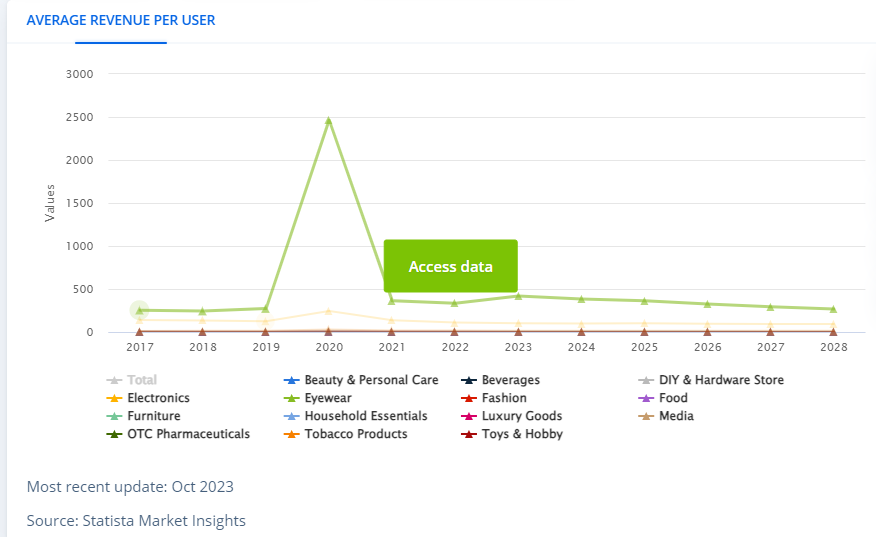 AVERAGE REVENUE PER USER
3000
2500
2000
1500
1000
500
0
Values
Access data
2017 2018 2019 2020 2021 2022 2023 2024 2025 2026 2027 2028
Total Beauty & Personal Care Beverages DIY & Hardware Store
Electronics Eyewear Fashion Food
Furniture Household Essentials Luxury Goods Media
OTC Pharmaceuticals Tobacco Products Toys & Hobby
Most recent update: Oct 2023
Source: Statista Market Insights